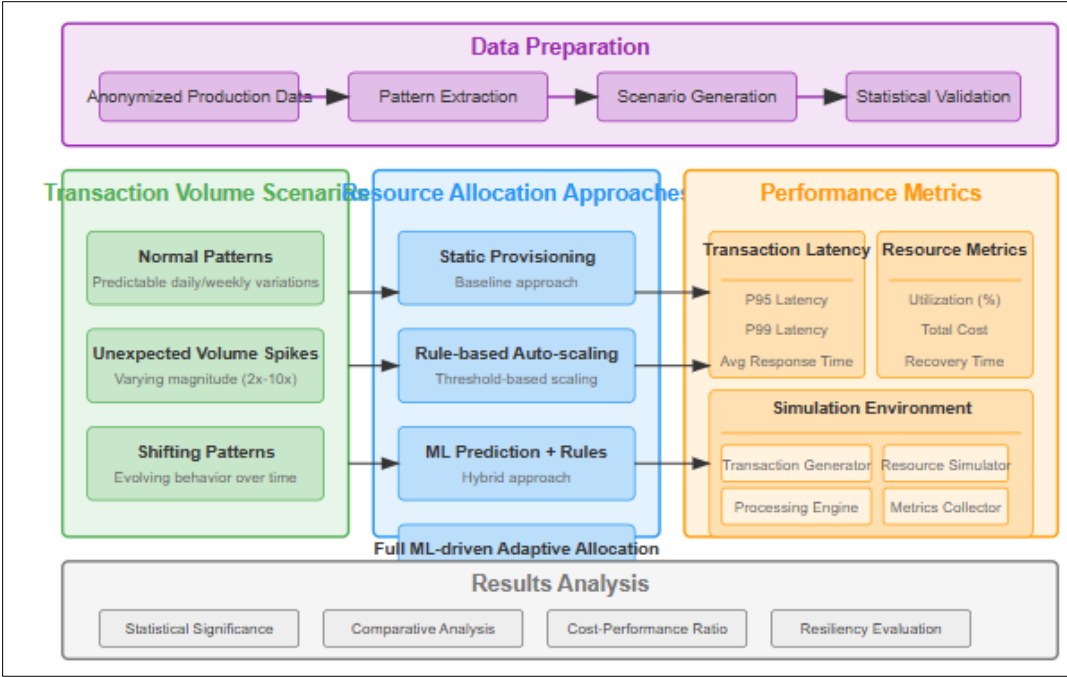 Data Preparation
Anonymized Production Data
Pattern Extraction
Scenario Generation
Statistical Validation
Transaction Volume Scenarios
Normal Patterns
Predictable daily/weekly variations
Unexpected Volume Spikes
Varying magnitude (2x-10x)
Shifting Patterns
Evolving behavior over time
Resource Allocation Approaches
Static Provisioning
Baseline approach
Rule-based Auto-scaling
Threshold-based scaling
ML Prediction + Rules
Hybrid approach
Full ML-driven Adaptive Allocation
Performance Metrics
Transaction Latency
P95 Latency
P99 Latency
Avg Response Time
Resource Metrics
Utilization (%)
Total Cost
Recovery Time
Simulation Environment
Transaction Generator
Resource Simulator
Processing Engine
Metrics Collector
Results Analysis
Statistical Significance
Comparative Analysis
Cost-Performance Ratio
Resiliency Evaluation